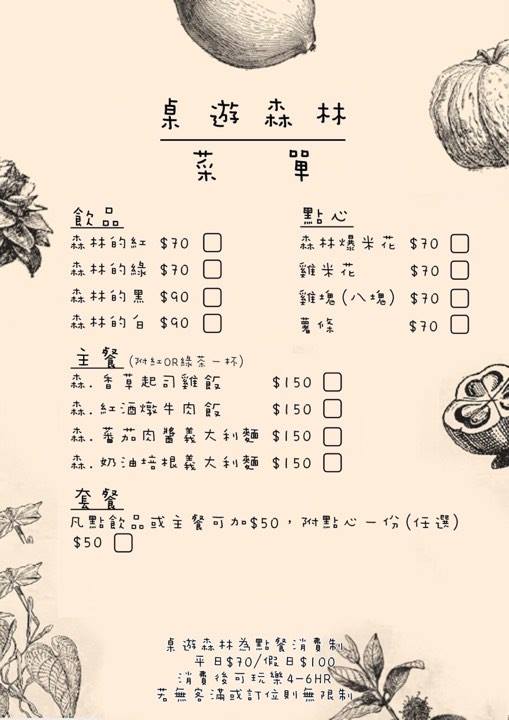 桌遊森林
菜單
飲品
森林的紅 $70
森林的綠 $70
森林的黑 $90
森林的白 $90
點心
森林爆米花 $70
雞米花 $70
雞塊(八塊) $70
薯條 $70
主餐(附紅OR綠茶一杯)
森.香草起司雞飯 $150
森.紅酒燉牛肉飯 $150
森.蕃茄肉醬義大利麵 $150
森.奶油培根義大利麵 $150
套餐
凡點飲品或主餐可加$50,附點心一份(任選)
$50
桌遊森林為點餐消費制
平日$70/假日$100
消費後可玩樂4-6HR
若無客滿或訂位則無限制